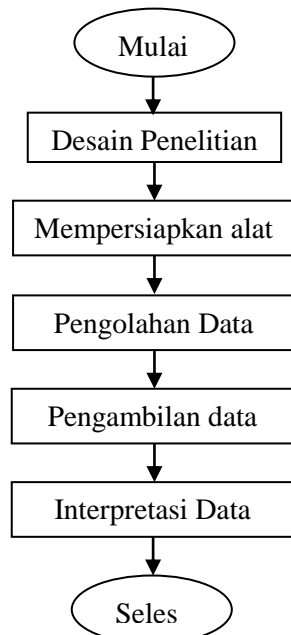 Mulai
Desain Penelitian
Mempersiapkan alat
Pengolahan Data
Pengambilan data
Interpretasi Data
Seles